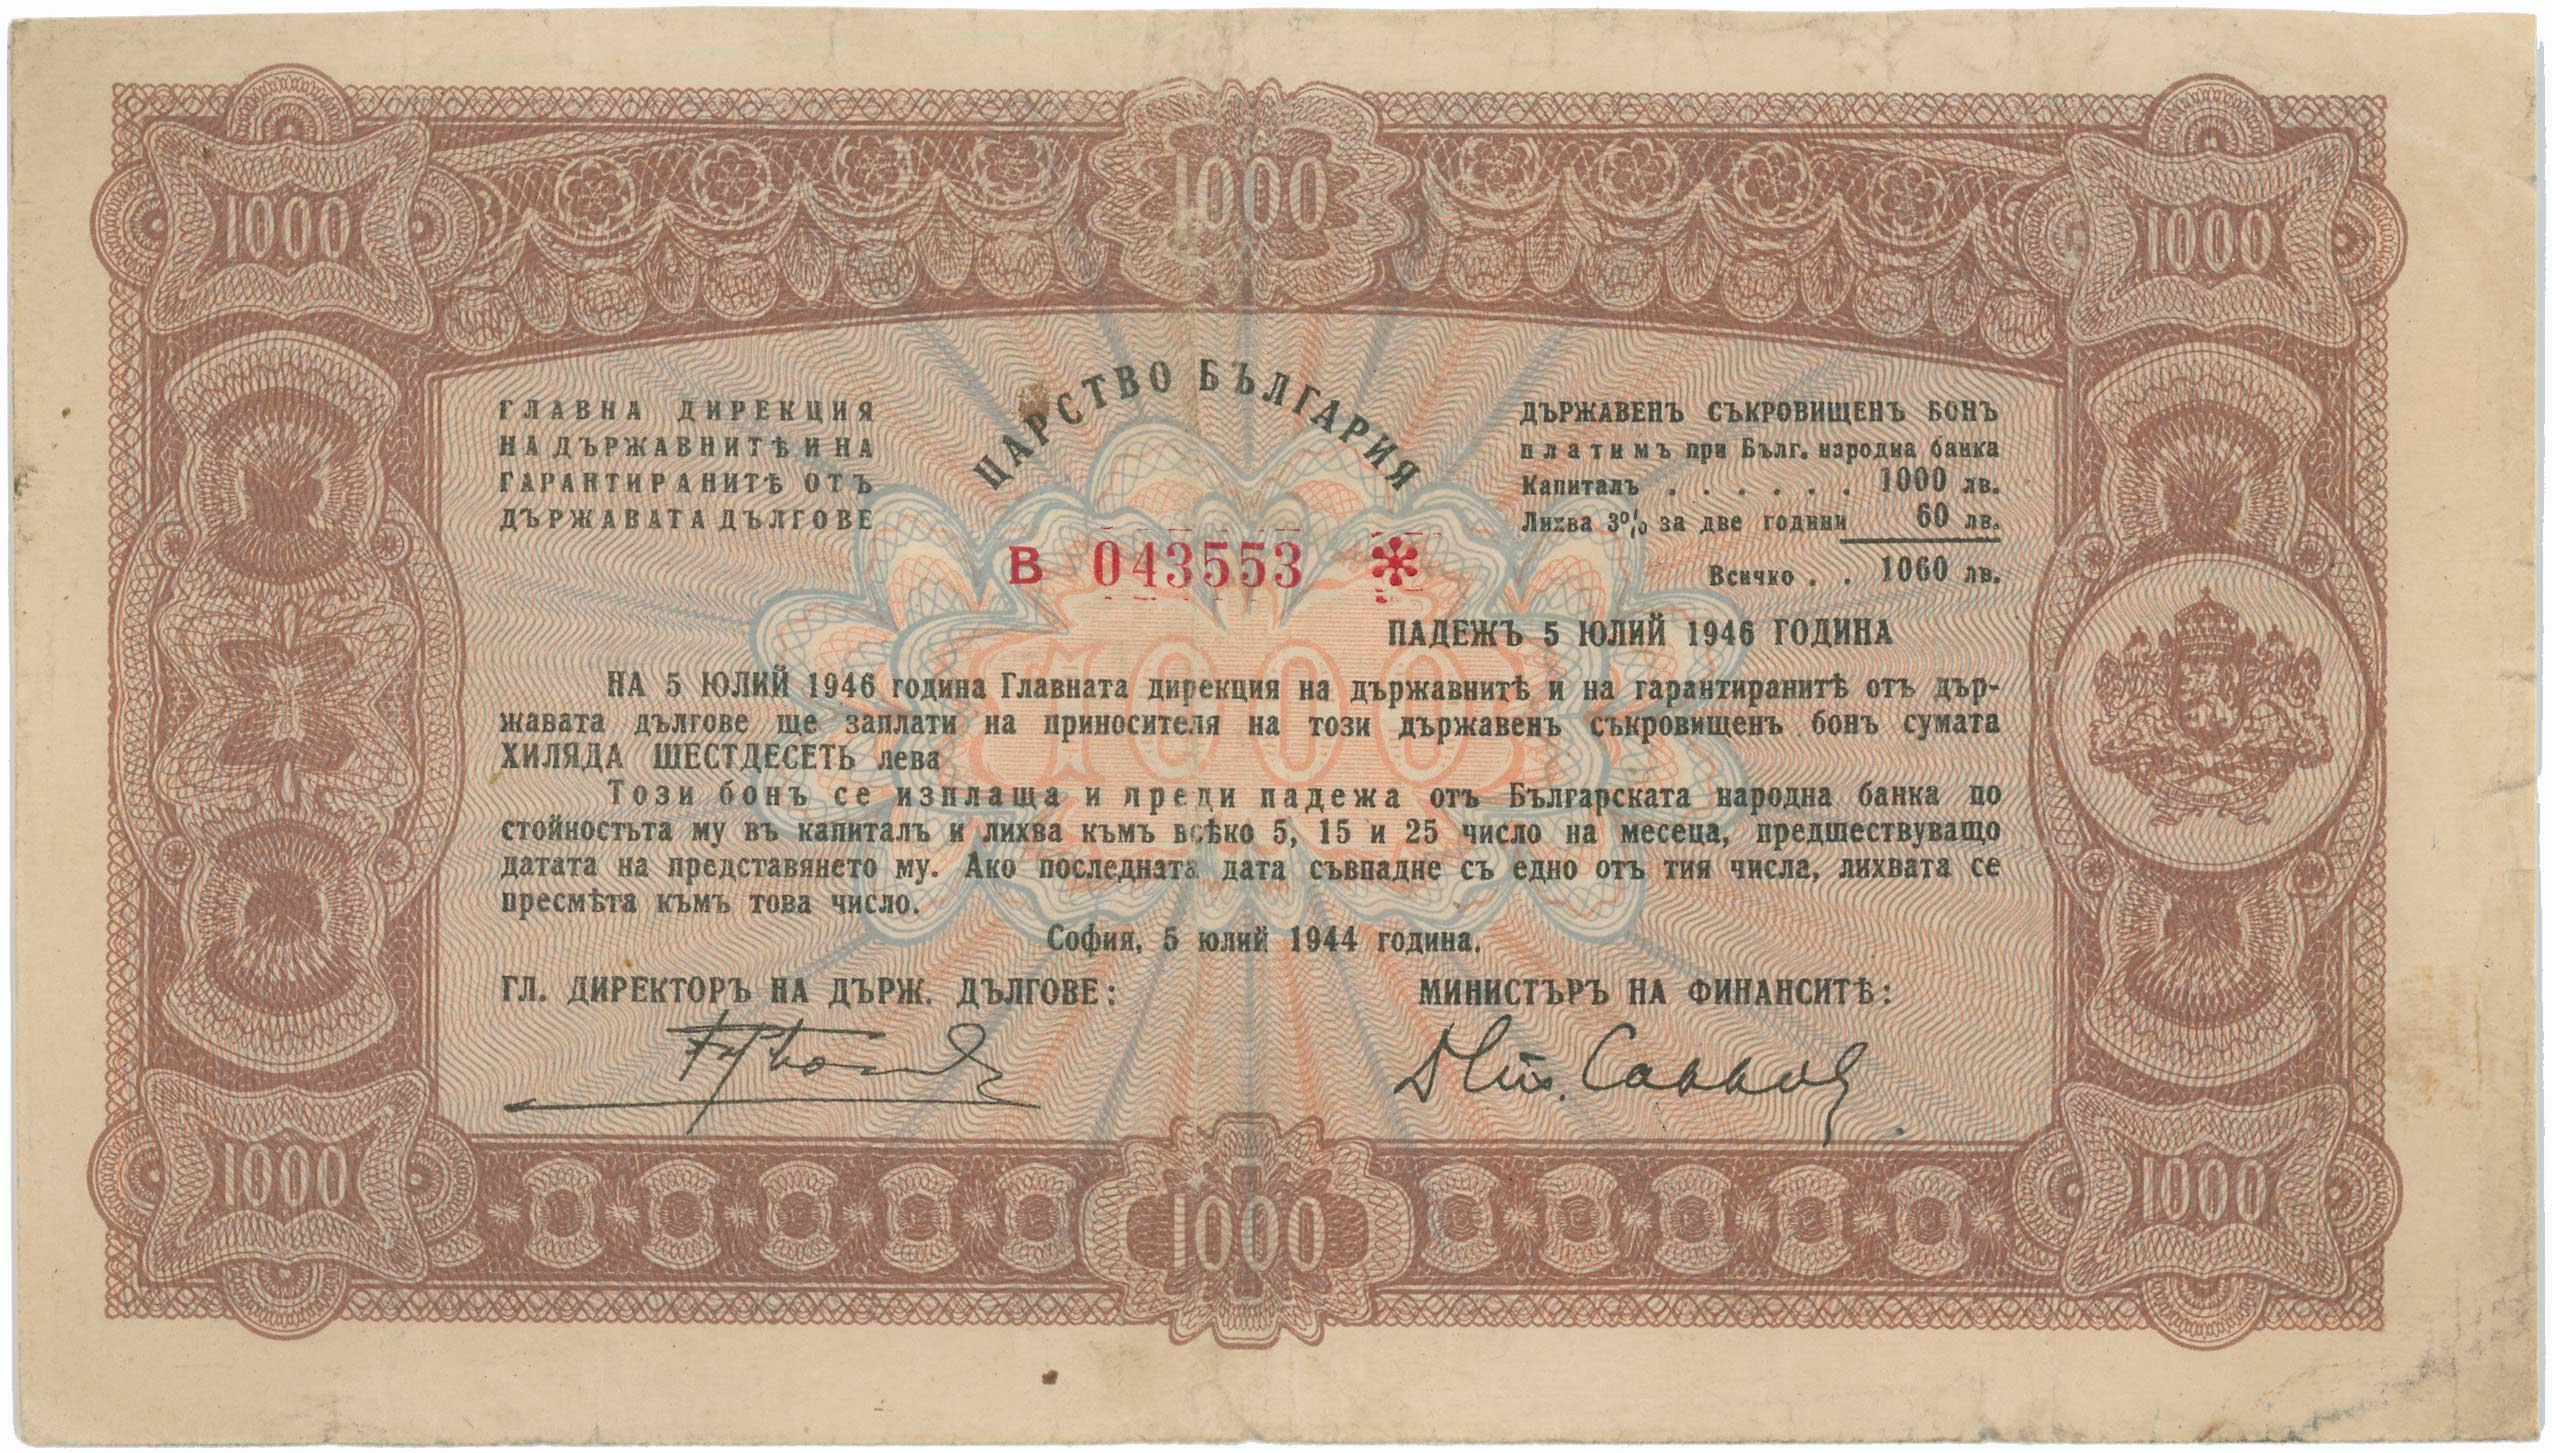 1000
1000
1000
ЦАРСТВО БЪЛГАРИЯ
ГЛАВНА ДИРЕКЦИЯ
НА ДЪРЖАВНИТѢ И НА
ГАРАНТИРАНИТѢ ОТЪ
ДЪРЖАВАТА ДЪЛГОВЕ
ДЪРЖАВЕНЪ СЪКРОВИЩЕНЪ БОНЪ
платимъ при Бълг. народна банка
Капиталъ . . . . . . 1000 лв.
Лихва 3% за две години 60 лв.
Всичко . . 1060 лв.
В 043553 *
ПАДЕЖЪ 5 ЮЛИЙ 1946 ГОДИНА
1000
НА 5 ЮЛИЙ 1946 година Главната дирекция на държавнитѣ и на гарантиранитѣ отъ дър-
жавата дългове ще заплати на приносителя на този държавенъ съкровищенъ бонъ сумата
ХИЛЯДА ШЕСТДЕСЕТЬ лева
Този бонъ се изплаща и преди падежа отъ Българската народна банка по
стойностьта му въ капиталъ и лихва къмъ всѣко 5, 15 и 25 число на месеца, предшествуващо
датата на представянето му. Ако последната дата съвпадне съ едно отъ тия числа, лихвата се
пресмѣта къмъ това число.
София, 5 юлий 1944 година.
ГЛ. ДИРЕКТОРЪ НА ДЪРЖ. ДЪЛГОВЕ:
МИНИСТЪРЪ НА ФИНАНСИТѢ:
1000
1000
1000